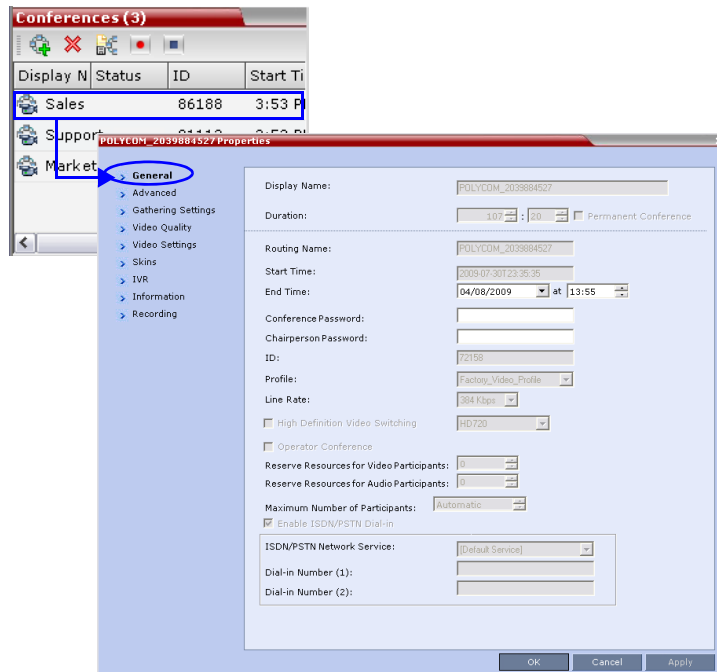 Conferences (3)
Display N Status ID Start Ti
Sales 86188 3:53 P
Support
Market
POLYCOM_2039884527 Properties
General
Advanced
Gathering Settings
Video Quality
Video Settings
Skins
IVR
Information
Recording
Display Name: POLYCOM_2039884527
Duration: 107 : 20 Permanent Conference
Routing Name: POLYCOM_2039884527
Start Time: 2009-07-30T23:35:35
End Time: 04/08/2009 at 13:55
Conference Password:
Chairperson Password:
ID: 72158
Profile: Factory_Video_Profile
Line Rate: 384 Kbps
High Definition Video Switching HD720
Operator Conference
Reserve Resources for Video Participants: 0
Reserve Resources for Audio Participants: 0
Maximum Number of Participants: Automatic
Enable ISDN/PSTN Dial-in
ISDN/PSTN Network Service: [Default Service]
Dial-in Number (1):
Dial-in Number (2):
OK Cancel Apply